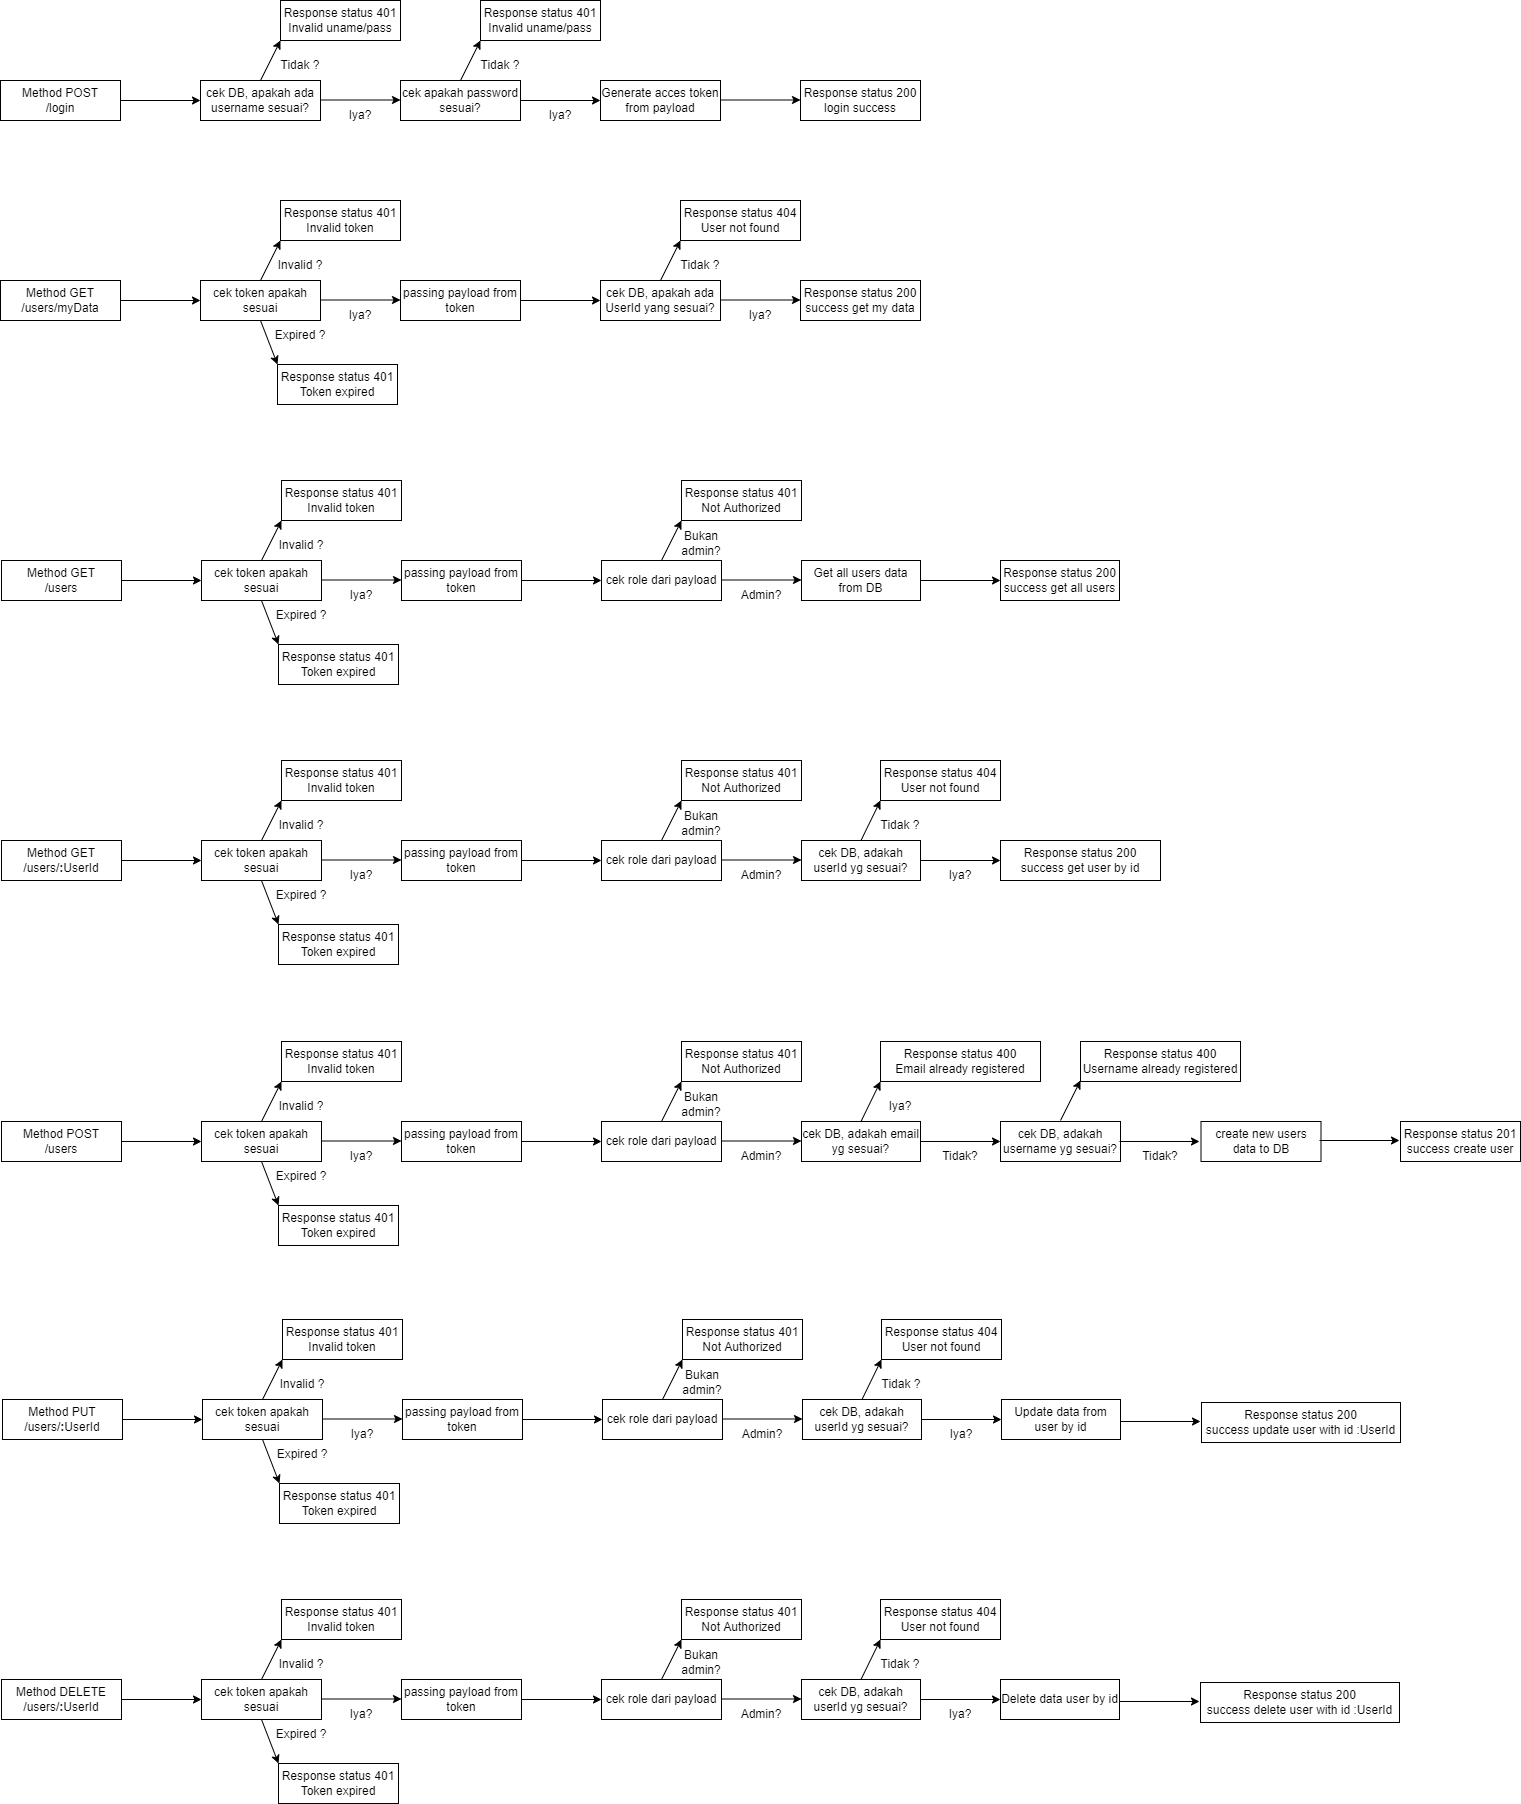 Response status 401
Invalid uname/pass
Response status 401
Invalid uname/pass
Tidak ?
Tidak ?
Method POST
/login
cek DB, apakah ada
username sesuai?
Iya?
cek apakah password
sesuai?
Iya?
Generate acces token
from payload
Response status 200
login success
Response status 401
Invalid token
Response status 404
User not found
Invalid ?
Tidak ?
Method GET
/users/myData
cek token apakah
sesuai
Iya?
passing payload from
token
cek DB, apakah ada
UserId yang sesuai?
Iya?
Response status 200
success get my data
Expired ?
Response status 401
Token expired
Response status 401
Invalid token
Response status 401
Not Authorized
Invalid ?
Bukan
admin?
Method GET
/users
cek token apakah
sesuai
Iya?
passing payload from
token
cek role dari payload
Admin?
Get all users data
from DB
Response status 200
success get all users
Expired ?
Response status 401
Token expired
Response status 401
Invalid token
Response status 401
Not Authorized
Response status 404
User not found
Invalid ?
Bukan
admin?
Tidak ?
Method GET
/users/:UserId
cek token apakah
sesuai
Iya?
passing payload from
token
cek role dari payload
Admin?
cek DB, adakah
userId yg sesuai?
Iya?
Response status 200
success get user by id
Expired ?
Response status 401
Token expired
Response status 401
Invalid token
Response status 401
Not Authorized
Response status 400
Email already registered
Response status 400
Username already registered
Invalid ?
Bukan
admin?
Iya?
Method POST
/users
cek token apakah
sesuai
Iya?
passing payload from
token
cek role dari payload
Admin?
cek DB, adakah email
yg sesuai?
Tidak?
cek DB, adakah
username yg sesuai?
Tidak?
create new users
data to DB
Response status 201
success create user
Expired ?
Response status 401
Token expired
Response status 401
Invalid token
Response status 401
Not Authorized
Response status 404
User not found
Invalid ?
Bukan
admin?
Tidak ?
Method PUT
/users/:UserId
cek token apakah
sesuai
Iya?
passing payload from
token
cek role dari payload
Admin?
cek DB, adakah
userId yg sesuai?
Iya?
Update data from
user by id
Response status 200
success update user with id :UserId
Expired ?
Response status 401
Token expired
Response status 401
Invalid token
Response status 401
Not Authorized
Response status 404
User not found
Invalid ?
Bukan
admin?
Tidak ?
Method DELETE
/users/:UserId
cek token apakah
sesuai
Iya?
passing payload from
token
cek role dari payload
Admin?
cek DB, adakah
userId yg sesuai?
Iya?
Delete data user by id
Response status 200
success delete user with id :UserId
Expired ?
Response status 401
Token expired